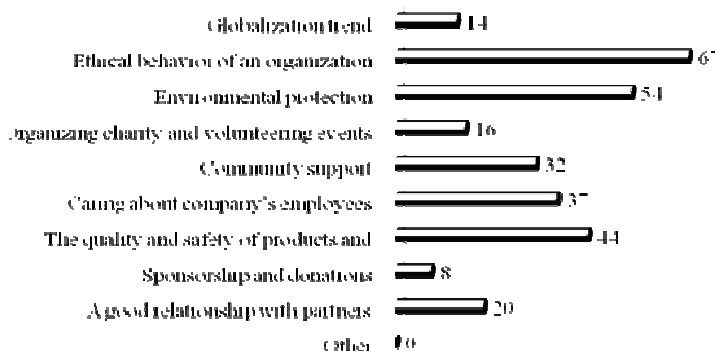 Globalization trend 14
Ethical behavior of an organization 67
Environmental protection 54
Organizing charity and volunteering events 16
Community support 32
Caring about company's employees 37
The quality and safety of products and 44
Sponsorship and donations 8
A good relationship with partners 20
Other 0